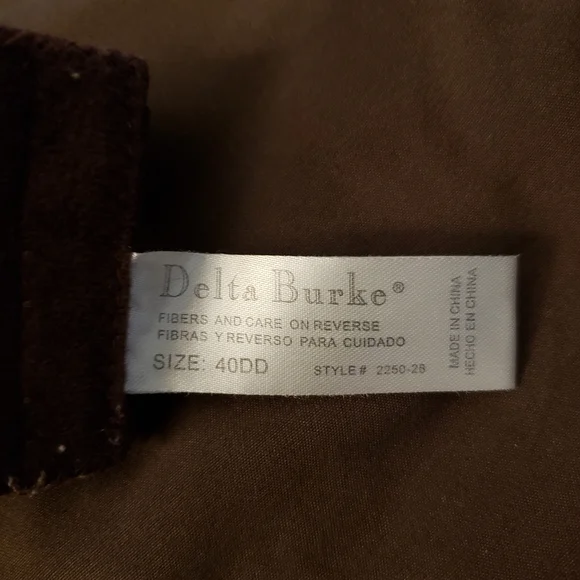 Delta Burke®
FIBERS AND CARE ON REVERSE
FIBRAS Y REVERSO PARA CUIDADO
SIZE: 40DD STYLE# 2250-28
MADE IN CHINA
HECHO EN CHINA